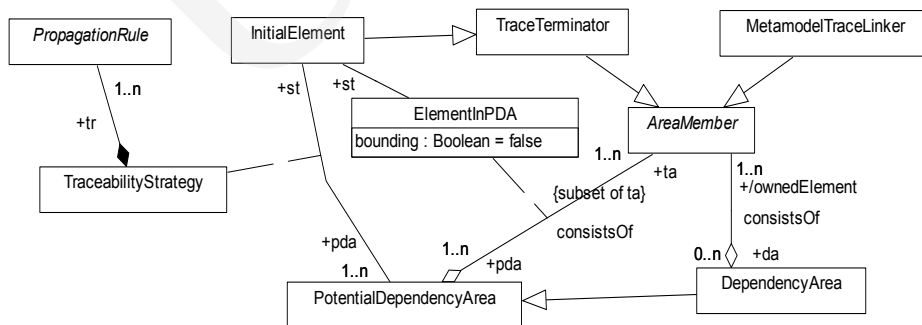 PropagationRule
InitialElement
TraceTerminator
MetamodelTraceLinker
1..n
+tr
+st
+st
ElementInPDA
bounding : Boolean = false
AreaMember
1..n
+ta
1..n
+/ownedElement
TraceabilityStrategy
{subset of ta}
consistsOf
consistsOf
+pda
1..n
1..n
+pda
0..n
+da
PotentialDependencyArea
DependencyArea